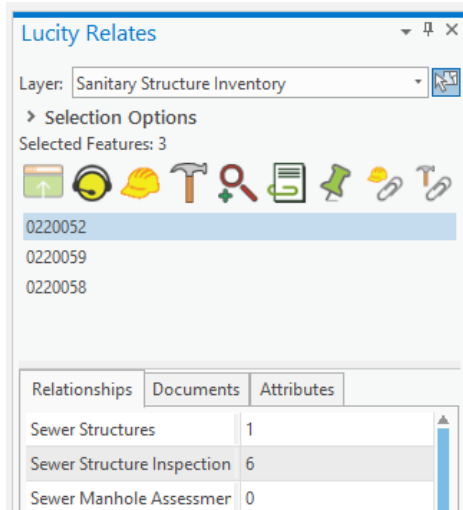 Lucity Relates
Layer: Sanitary Structure Inventory
Selection Options
Selected Features: 3
0220052
0220059
0220058
Relationships Documents Attributes
Sewer Structures 1
Sewer Structure Inspection 6
Sewer Manhole Assessmer 0